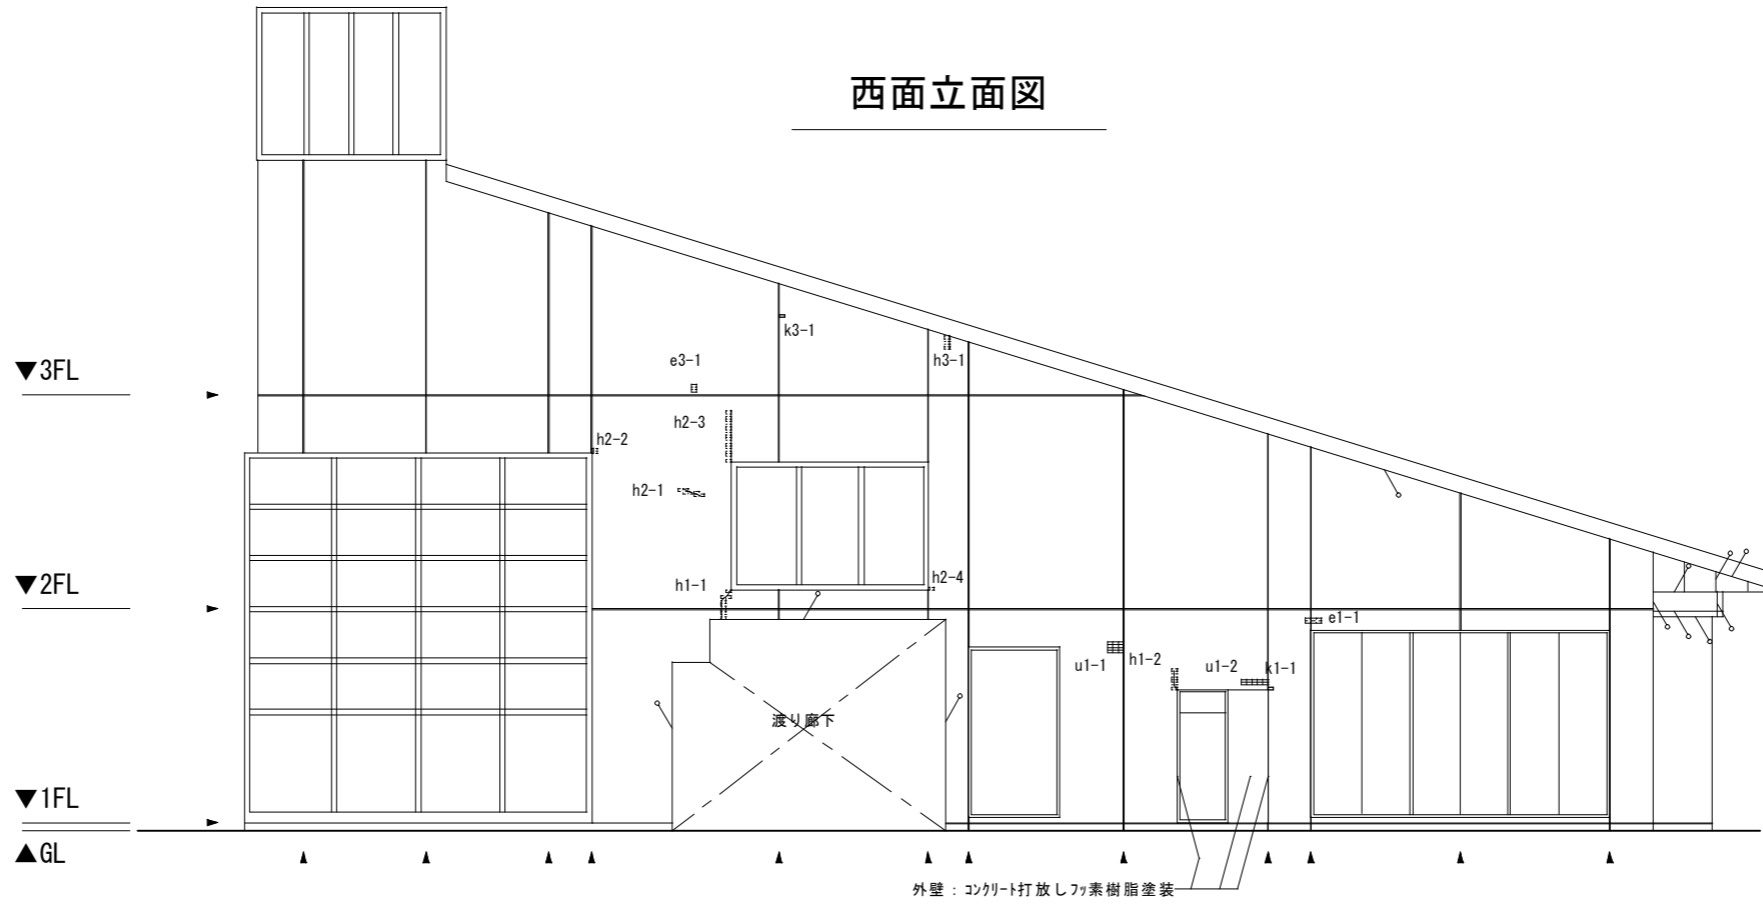 西面立面図
k3-1
h3-1
e3-1
▼3FL
h2-3
h2-2
h2-1
▼2FL
h1-1
h2-4
e1-1
u1-1
h1-2
u1-2
k1-1
渡り廊下
▼1FL
▲GL
外壁：ｺﾝｸﾘｰﾄ打放しﾌｯ素樹脂塗装